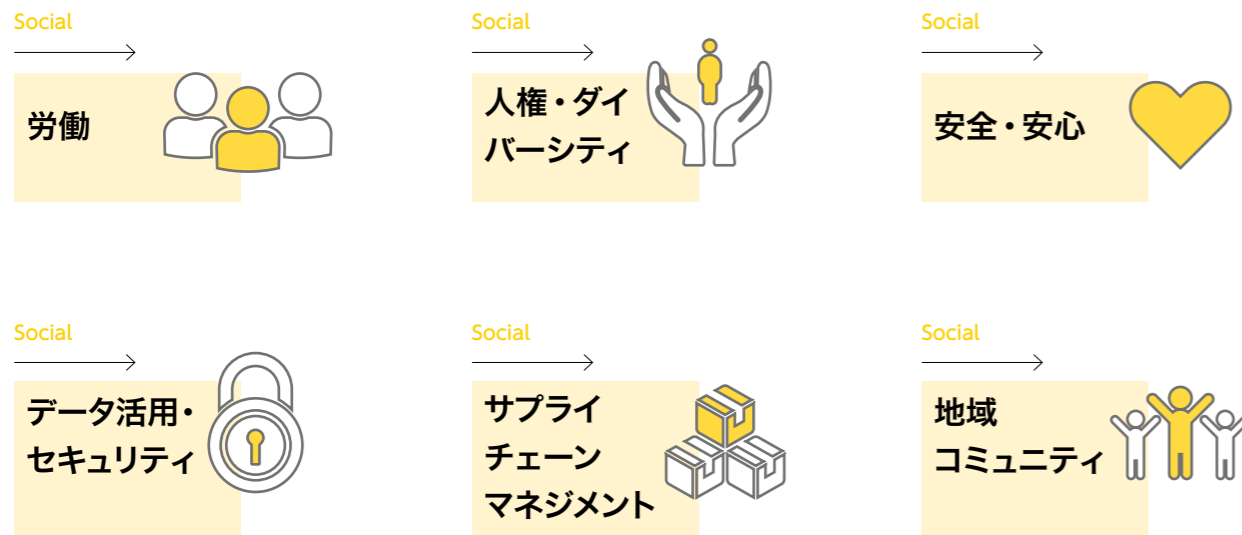 Social
労働
Social
人権・ダイ
バーシティ
Social
安全・安心
Social
データ活用・
セキュリティ
Social
サプライ
チェーン
マネジメント
Social
地域
コミュニティ